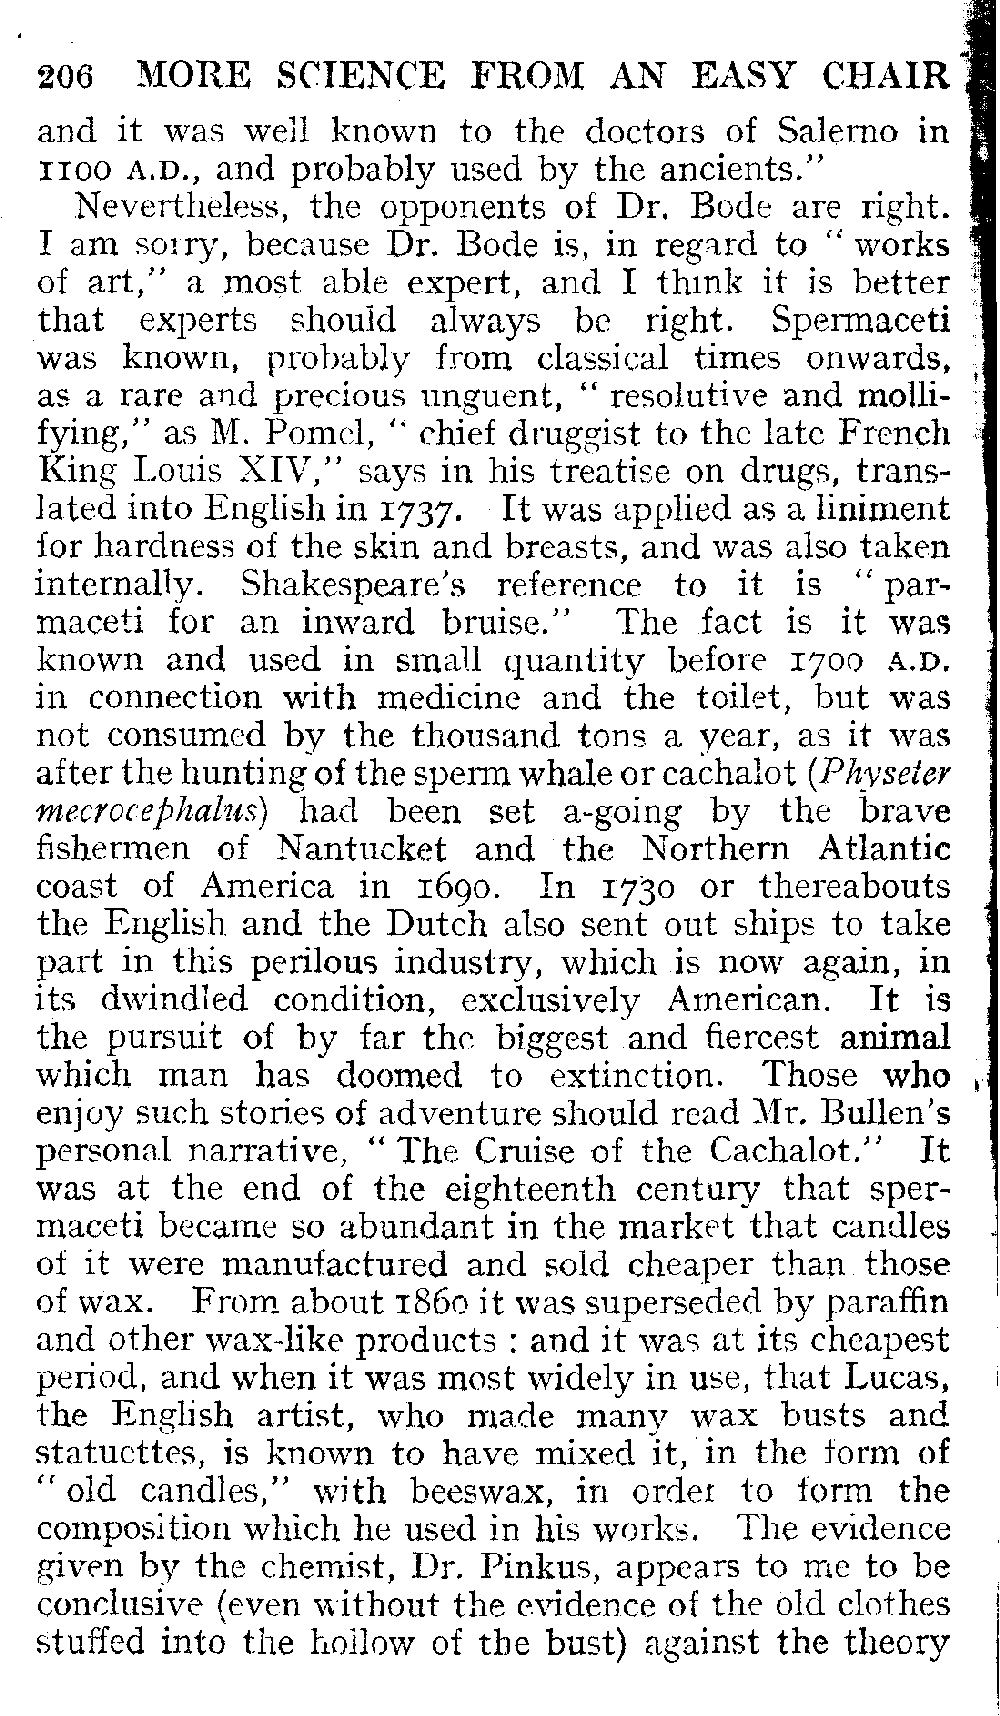 206 MORE SCIENCE FROM AN EASY CHAIR
and it was well known to the doctors of Salerno in
1100 A.D., and probably used by the ancients."
Nevertheless, the opponents of Dr. Bode are right.
I am sorry, because Dr. Bode is, in regard to " works
of art," a most able expert, and I think it is better
that experts should always be right. Spermaceti
was known, probably from classical times onwards,
as a rare and precious unguent, " resolutive and molli-
fying," as M. Pomel, " chief druggist to the late French
King Louis XIV," says in his treatise on drugs, trans-
lated into English in 1737. It was applied as a liniment
for hardness of the skin and breasts, and was also taken
internally. Shakespeare's reference to it is " par-
maceti for an inward bruise." The fact is it was
known and used in small quantity before 1700 A.D.
in connection with medicine and the toilet, but was
not consumed by the thousand tons a year, as it was
after the hunting of the sperm whale or cachalot (Physeter
mecrocephalus) had been set a-going by the brave
fishermen of Nantucket and the Northern Atlantic
coast of America in 1690. In 1730 or thereabouts
the English and the Dutch also sent out ships to take
part in this perilous industry, which is now again, in
its dwindled condition, exclusively American. It is
the pursuit of by far the biggest and fiercest animal
which man has doomed to extinction. Those who
enjoy such stories of adventure should read Mr. Bullen's
personal narrative, " The Cruise of the Cachalot." It
was at the end of the eighteenth century that sper-
maceti became so abundant in the market that candles
of it were manufactured and sold cheaper than those
of wax. From about 1860 it was superseded by paraffin
and other wax-like products : and it was at its cheapest
period, and when it was most widely in use, that Lucas,
the English artist, who made many wax busts and
statuettes, is known to have mixed it, in the form of
" old candles," with beeswax, in order to form the
composition which he used in his works. The evidence
given by the chemist, Dr. Pinkus, appears to me to be
conclusive (even without the evidence of the old clothes
stuffed into the hollow of the bust) against the theory